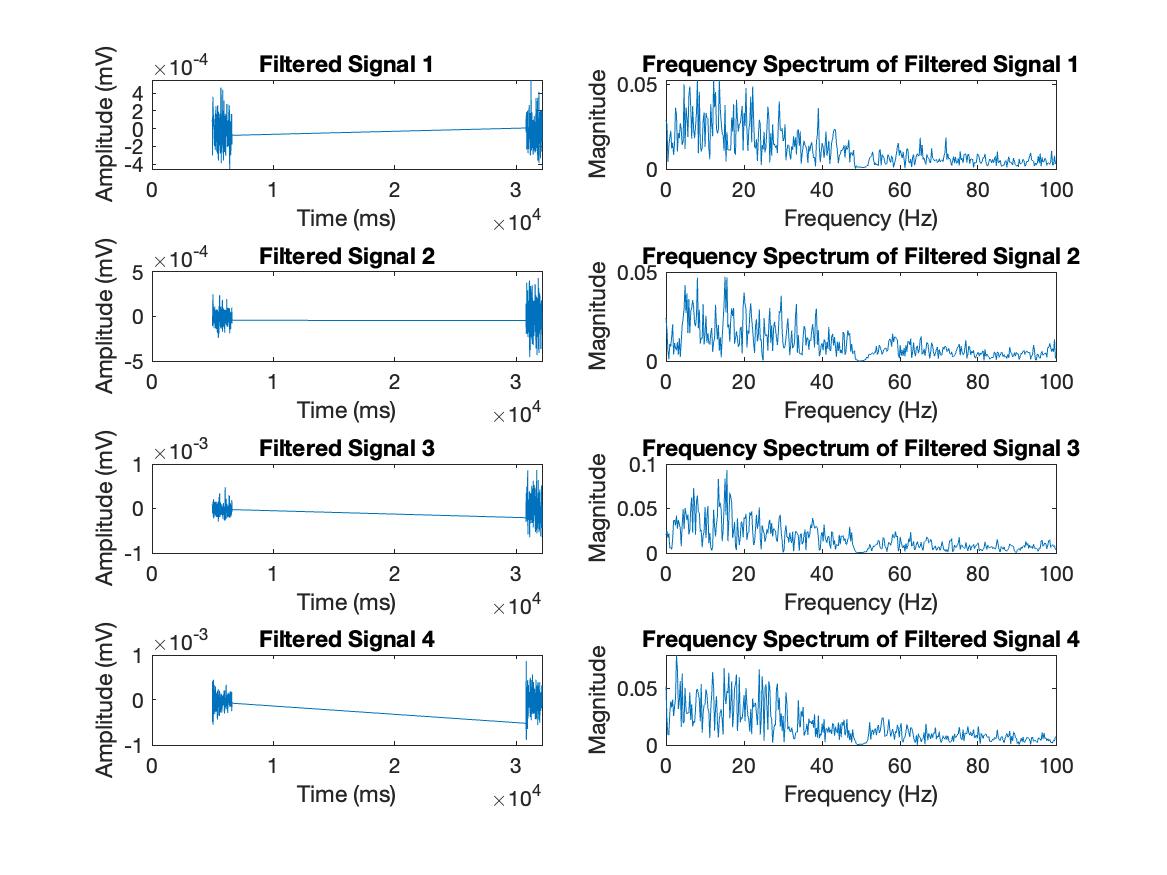 Filtered Signal 1
×10⁻⁴
Amplitude (mV)
4
2
0
-2
-4
0 1 2 3
Time (ms)
×10⁴
Frequency Spectrum of Filtered Signal 1
Magnitude
0.05
0
0 20 40 60 80 100
Frequency (Hz)
Filtered Signal 2
×10⁻⁴
Amplitude (mV)
5
0
-5
0 1 2 3
Time (ms)
×10⁴
Frequency Spectrum of Filtered Signal 2
Magnitude
0.05
0
0 20 40 60 80 100
Frequency (Hz)
Filtered Signal 3
×10⁻³
Amplitude (mV)
1
0
-1
0 1 2 3
Time (ms)
×10⁴
Frequency Spectrum of Filtered Signal 3
Magnitude
0.1
0.05
0
0 20 40 60 80 100
Frequency (Hz)
Filtered Signal 4
×10⁻³
Amplitude (mV)
1
0
-1
0 1 2 3
Time (ms)
×10⁴
Frequency Spectrum of Filtered Signal 4
Magnitude
0.05
0
0 20 40 60 80 100
Frequency (Hz)